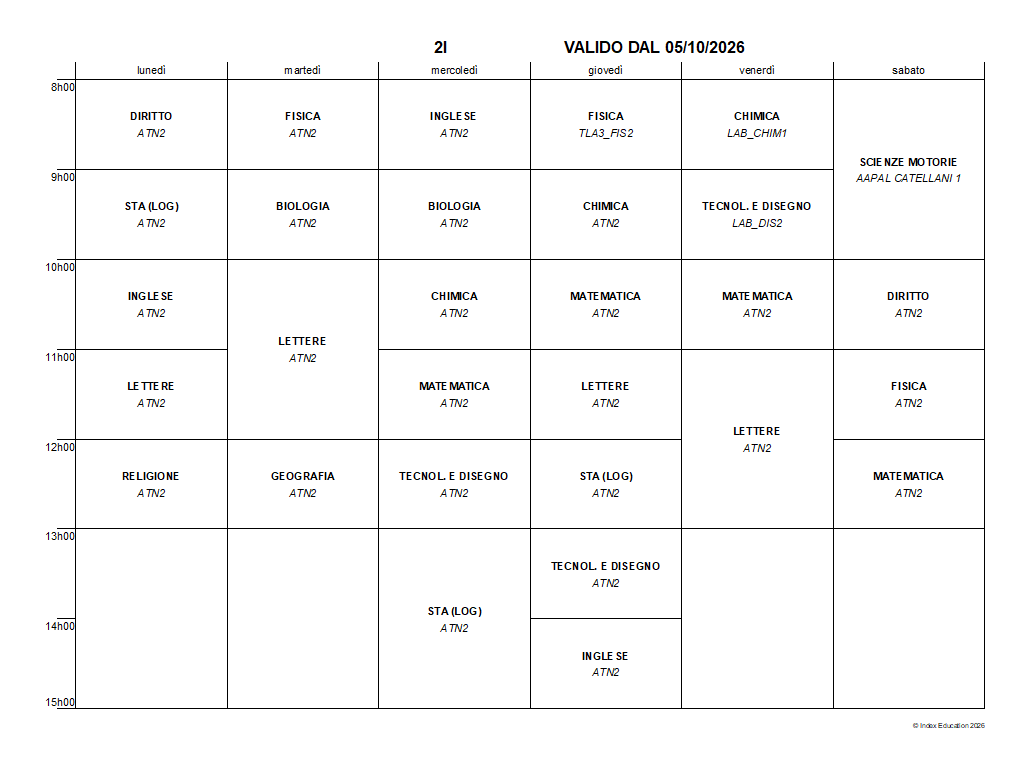 2I VALIDO DAL 05/10/2026
lunedì martedì mercoledì giovedì venerdì sabato
8h00
DIRITTO FISICA INGLESE FISICA CHIMICA
ATN2 ATN2 ATN2 TLA3_FIS2 LAB_CHIM1
SCIENZE MOTORIE
AAPAL CATELLANI 1
9h00
STA (LOG) BIOLOGIA BIOLOGIA CHIMICA TECNOL. E DISEGNO
ATN2 ATN2 ATN2 ATN2 LAB_DIS2
10h00
INGLESE CHIMICA MATEMATICA MATEMATICA DIRITTO
ATN2 ATN2 ATN2 ATN2 ATN2
LETTERE
ATN2
11h00
LETTERE MATEMATICA LETTERE FISICA
ATN2 ATN2 ATN2 ATN2
LETTERE
ATN2
12h00
RELIGIONE GEOGRAFIA TECNOL. E DISEGNO STA (LOG) MATEMATICA
ATN2 ATN2 ATN2 ATN2 ATN2
13h00
TECNOL. E DISEGNO
ATN2
STA (LOG)
ATN2
14h00
INGLESE
ATN2
15h00
© Index Education 2026